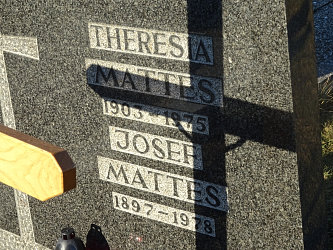 THERESIA
MATTES
1903-1975
JOSEF
MATTES
1897-1978